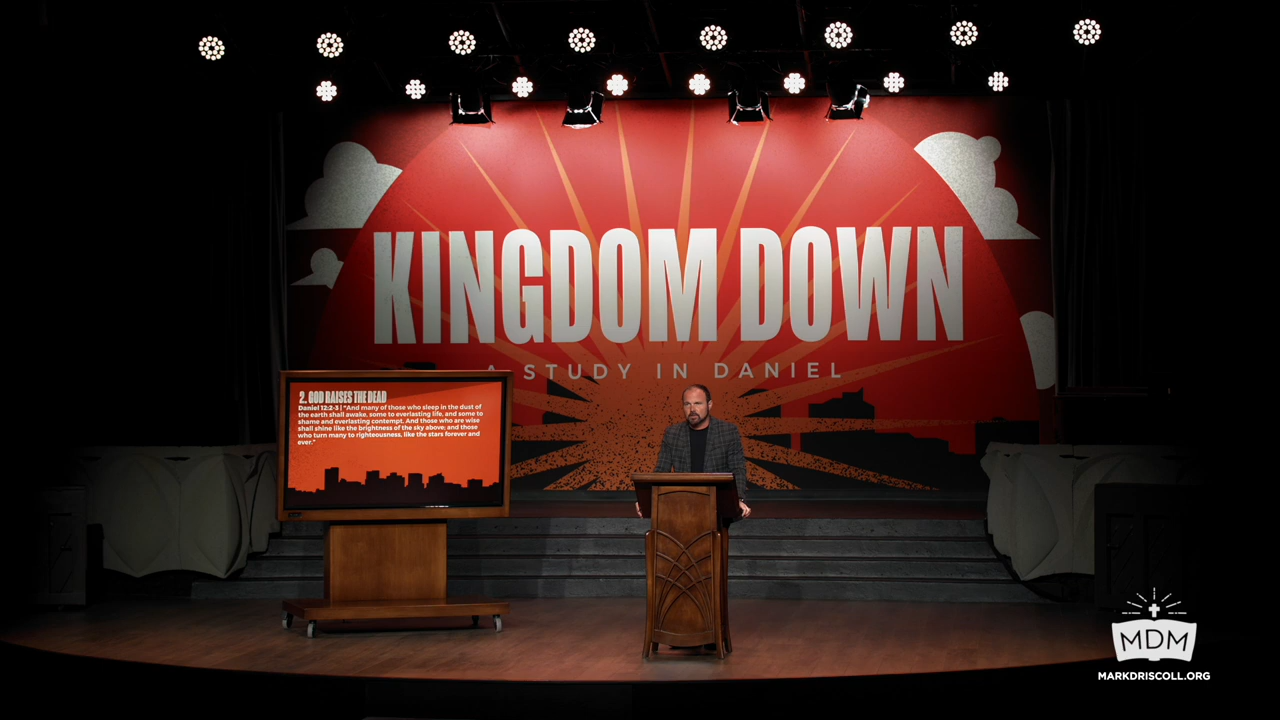 KINGDOM DOWN
A STUDY IN DANIEL
2. GOD RAISES THE DEAD
Daniel 12:2-3 | "And many of those who sleep in the dust of
the earth shall awake, some to everlasting life, and some to
shame and everlasting contempt. And those who are wise
shall shine like the brightness of the sky above; and those
who turn many to righteousness, like the stars forever and
ever."
MDM
MARKDRISCOLL.ORG